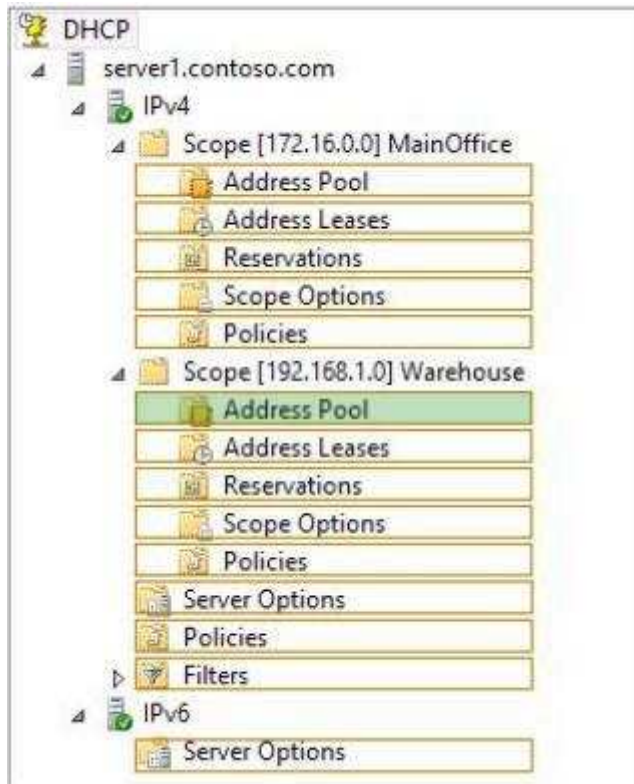 DHCP
server1.contoso.com
IPv4
Scope [172.16.0.0] MainOffice
Address Pool
Address Leases
Reservations
Scope Options
Policies
Scope [192.168.1.0] Warehouse
Address Pool
Address Leases
Reservations
Scope Options
Policies
Server Options
Policies
Filters
IPv6
Server Options